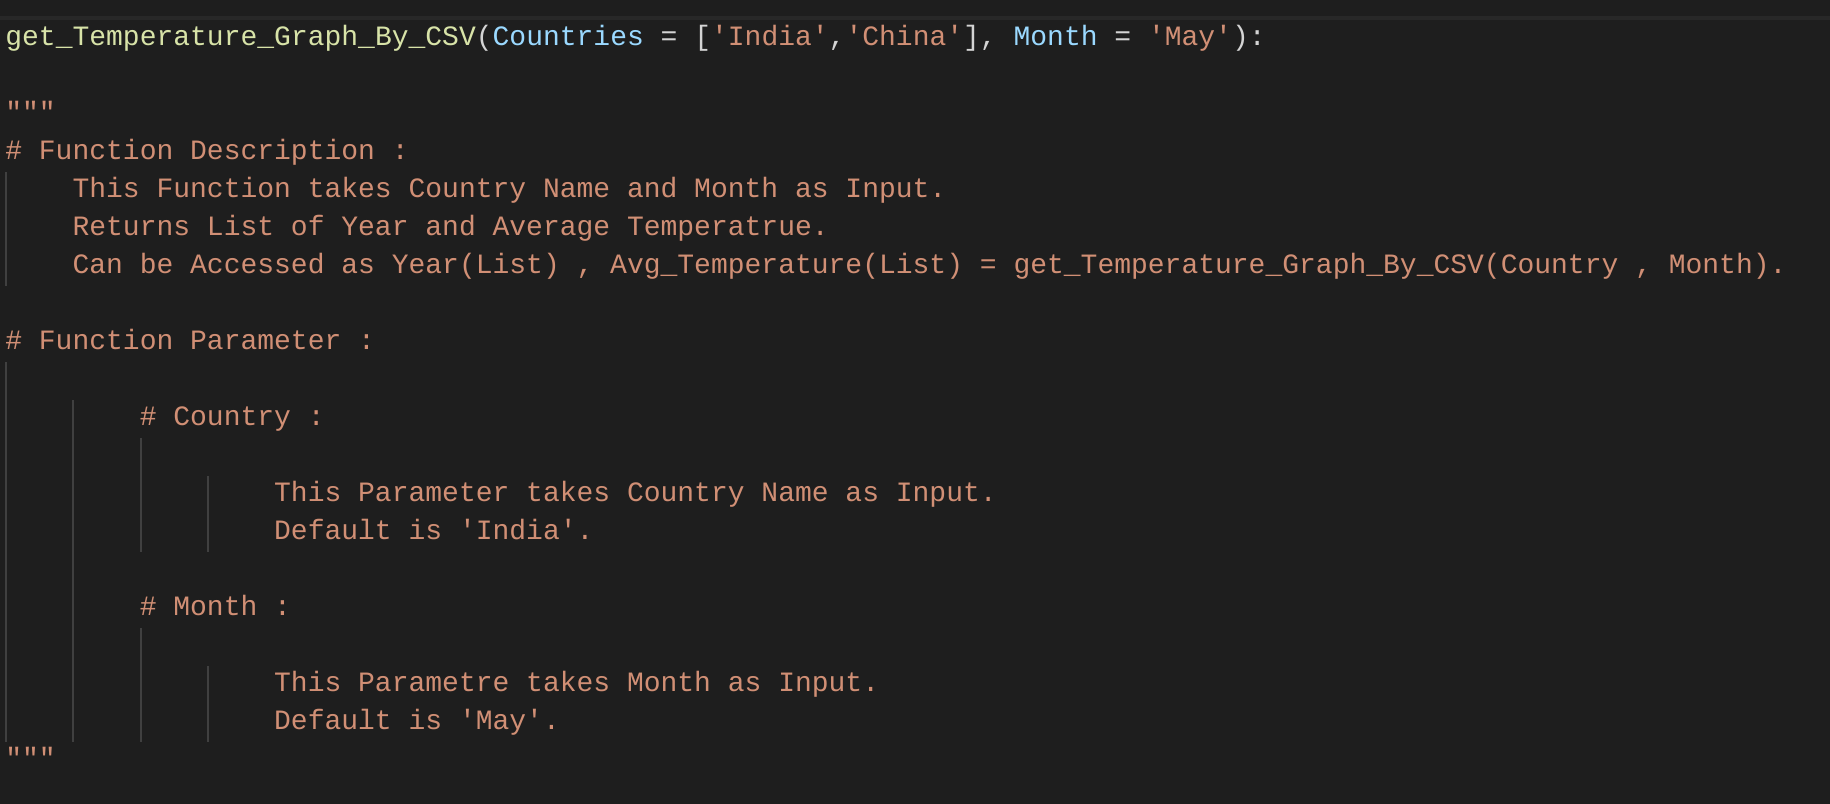 get_Temperature_Graph_By_CSV(Countries = ['India','China'], Month = 'May'):
"""
# Function Description :
This Function takes Country Name and Month as Input.
Returns List of Year and Average Temperatrue.
Can be Accessed as Year(List) , Avg_Temperature(List) = get_Temperature_Graph_By_CSV(Country , Month).
# Function Parameter :
# Country :
This Parameter takes Country Name as Input.
Default is 'India'.
# Month :
This Parametre takes Month as Input.
Default is 'May'.
"""